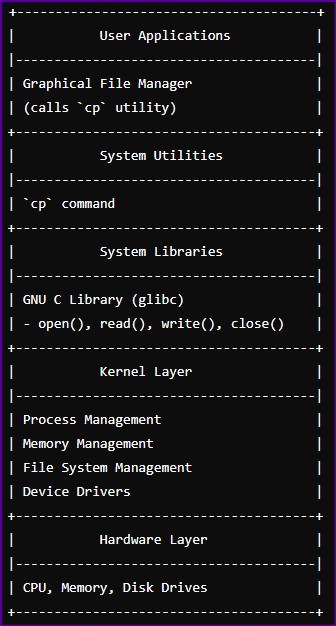 User Applications
Graphical File Manager
(calls `cp` utility)
System Utilities
`cp` command
System Libraries
GNU C Library (glibc)
- open(), read(), write(), close()
Kernel Layer
Process Management
Memory Management
File System Management
Device Drivers
Hardware Layer
CPU, Memory, Disk Drives